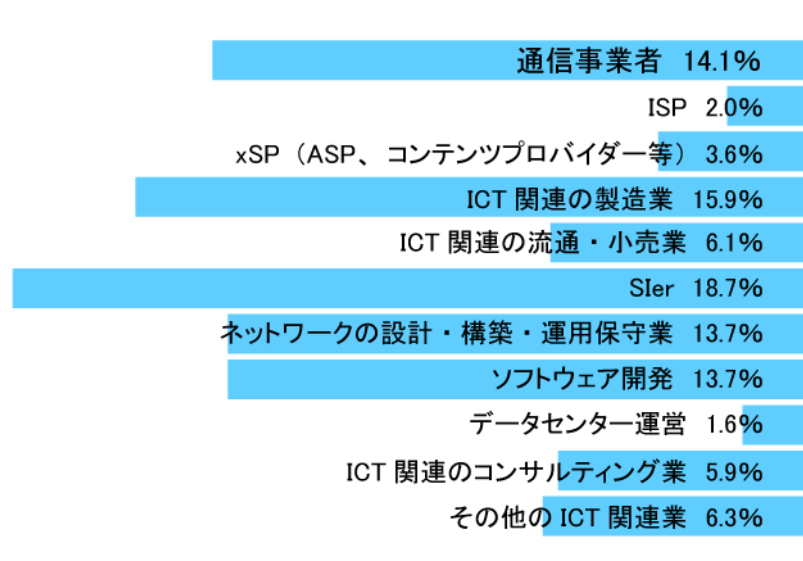 通信事業者 14.1%
ISP 2.0%
xSP（ASP、コンテンツプロバイダー等）3.6%
ICT 関連の製造業 15.9%
ICT 関連の流通・小売業 6.1%
SIer 18.7%
ネットワークの設計・構築・運用保守業 13.7%
ソフトウェア開発 13.7%
データセンター運営 1.6%
ICT 関連のコンサルティング業 5.9%
その他の ICT 関連業 6.3%